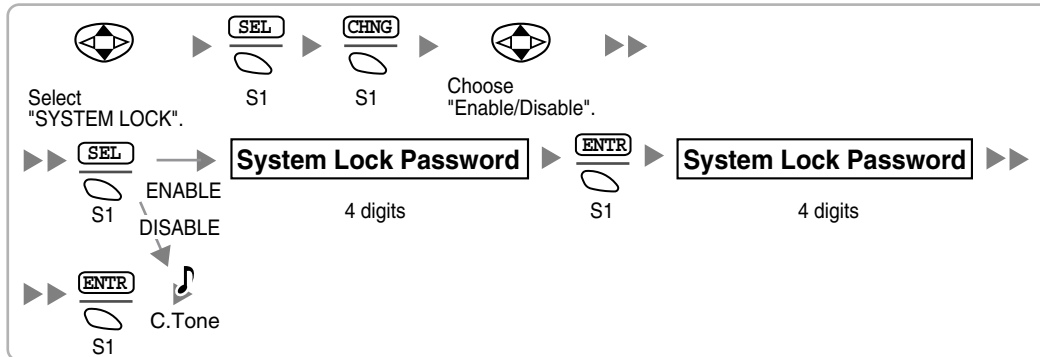 SEL
CHNG
S1
S1
Select
"SYSTEM LOCK".
Choose
"Enable/Disable".
SEL
S1
ENABLE
DISABLE
System Lock Password
4 digits
ENTR
S1
System Lock Password
4 digits
ENTR
S1
C.Tone